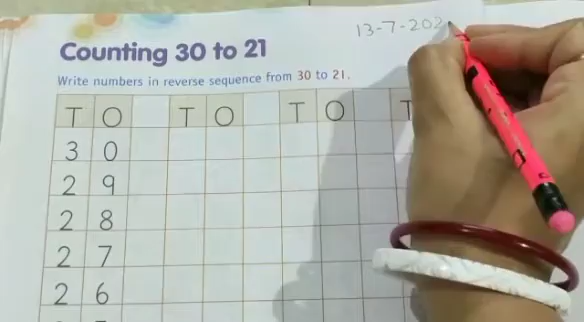 13-7-202
Counting 30 to 21
Write numbers in reverse sequence from 30 to 21.
T O T O T O T
3 0
2 9
2 8
2 7
2 6